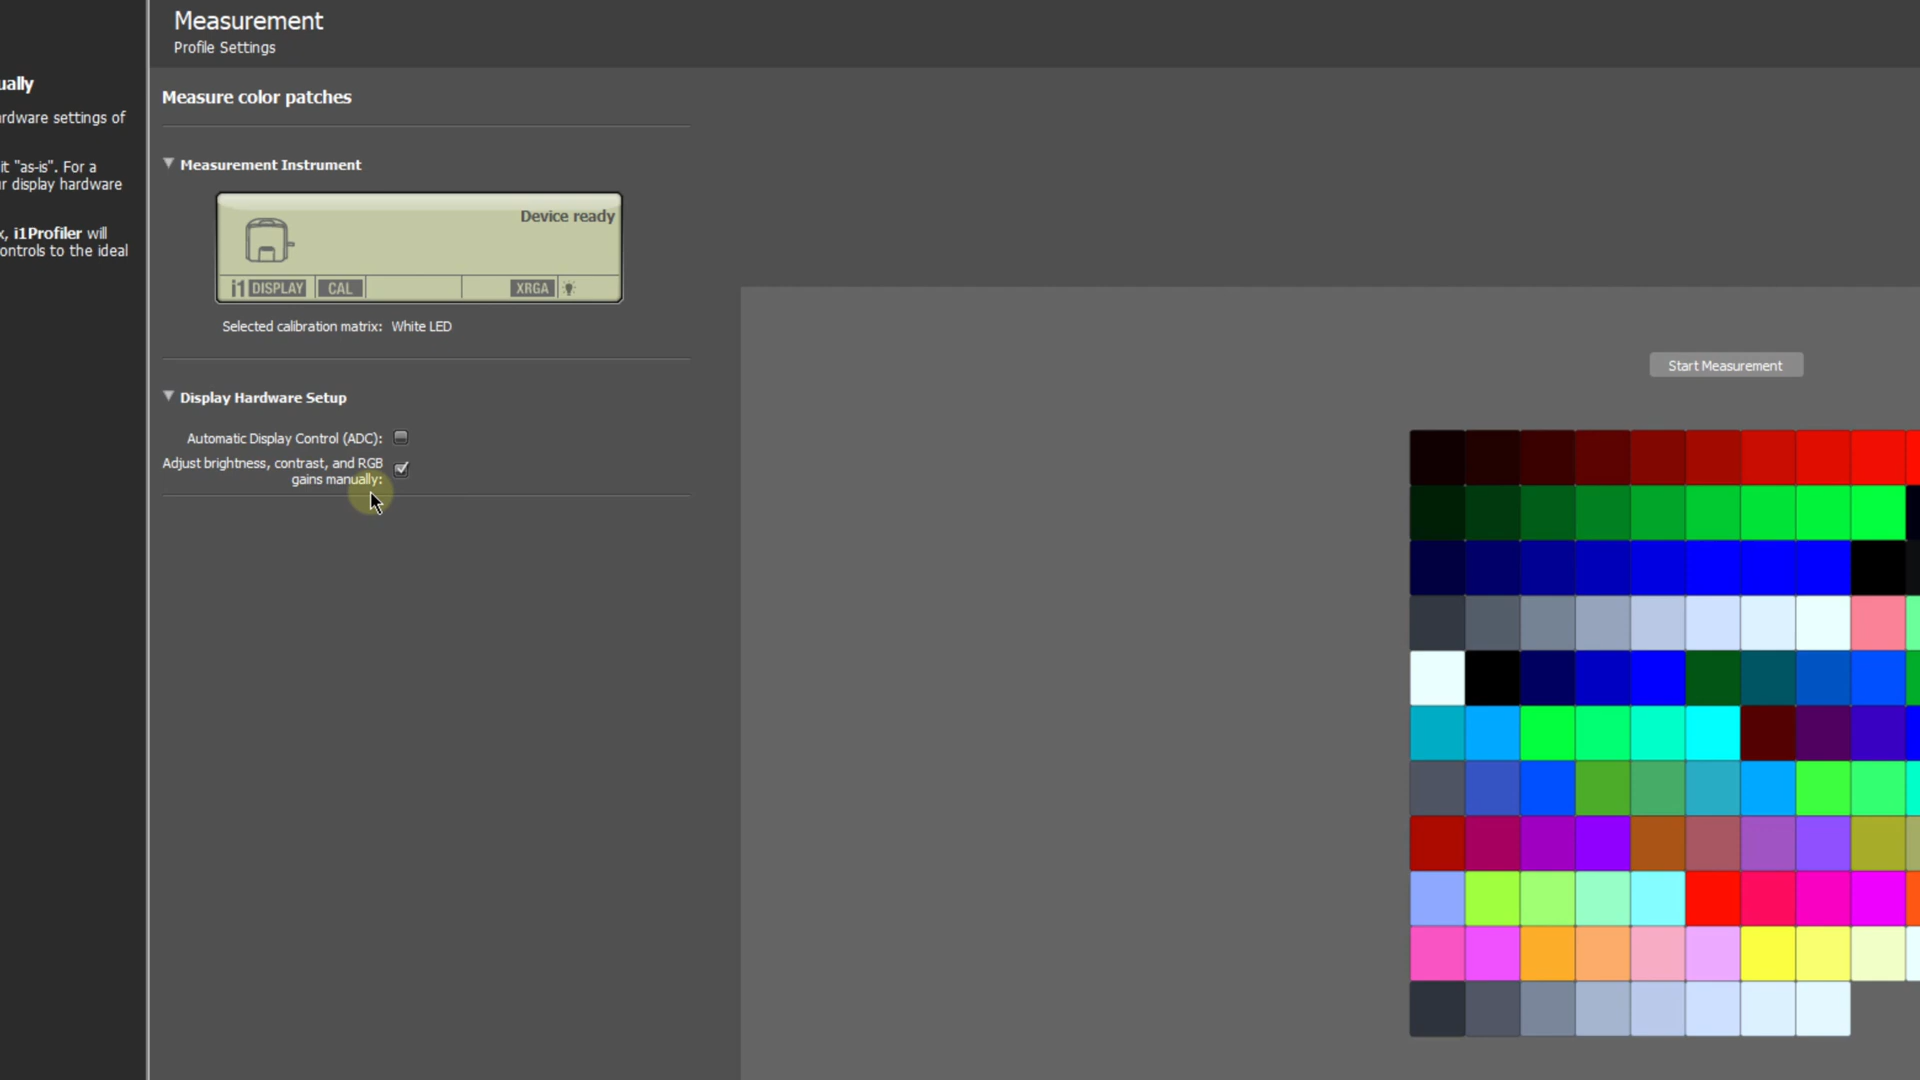 Measurement
Profile Settings
ually
rdware settings of
it "as-is". For a
r display hardware
x, i1Profiler will
ontrols to the ideal
Measure color patches
Measurement Instrument
Device ready
i1 DISPLAY CAL XRGA
Selected calibration matrix: White LED
Display Hardware Setup
Automatic Display Control (ADC):
Adjust brightness, contrast, and RGB
gains manually:
Start Measurement